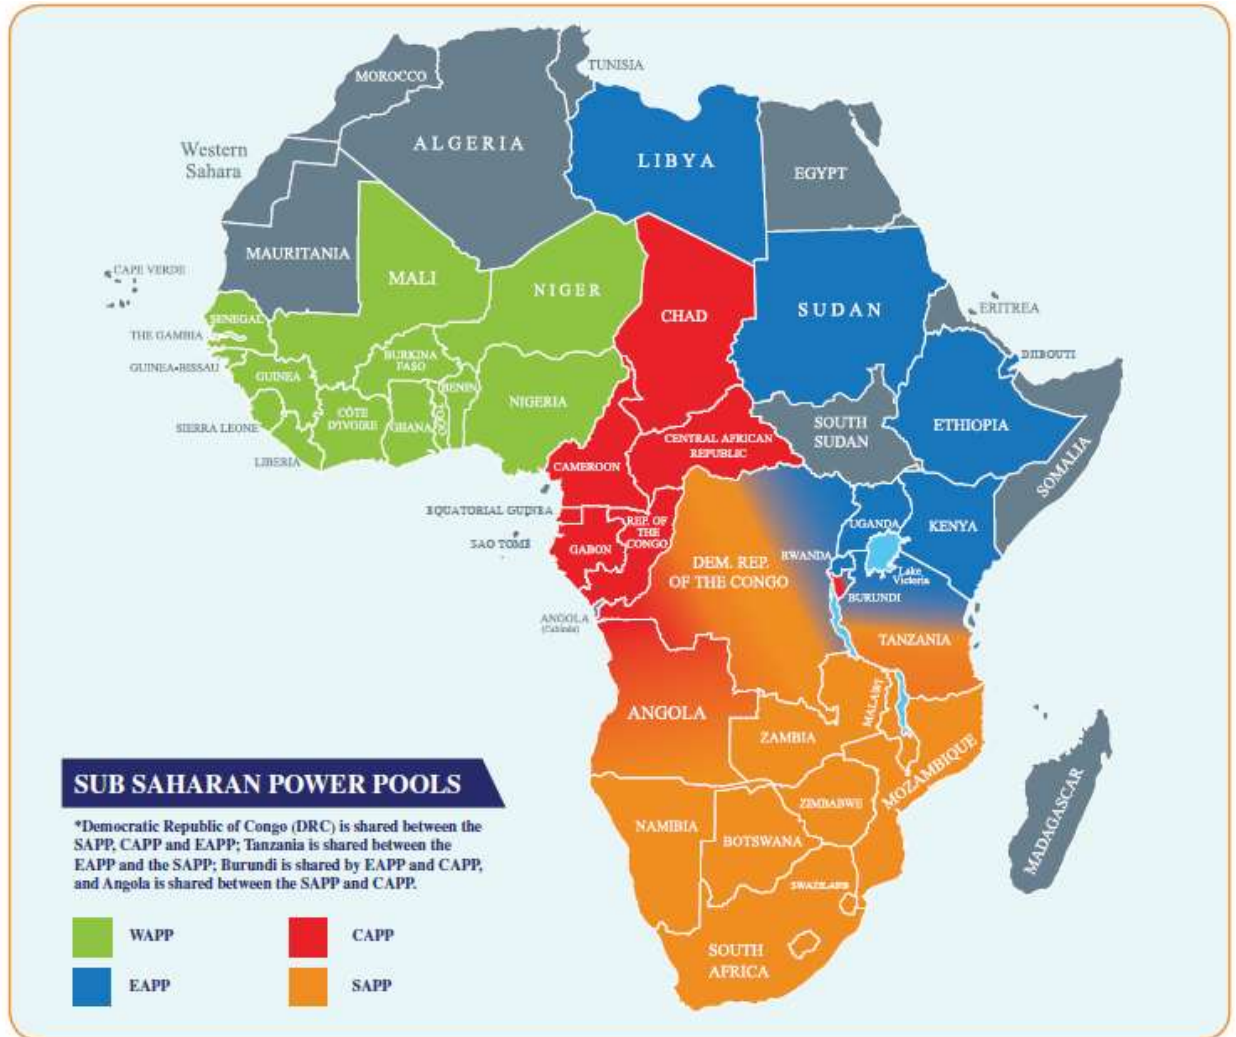 MOROCCO
TUNISIA
ALGERIA
LIBYA
EGYPT
Western
Sahara
MAURITANIA
MALI
NIGER
CHAD
SUDAN
ERITREA
CAPE VERDE
SENEGAL
THE GAMBIA
GUINEA-BISSAU
GUINEA
BURKINA
FASO
BENIN
NIGERIA
DJIBOUTI
SIERRA LEONE
CÔTE
D'IVOIRE
GHANA
TOGO
LIBERIA
CAMEROON
CENTRAL AFRICAN
REPUBLIC
SOUTH
SUDAN
ETHIOPIA
SOMALIA
EQUATORIAL GUINEA
SAO TOMÉ
GABON
REP. OF
THE
CONGO
DEM. REP.
OF THE CONGO
UGANDA
KENYA
RWANDA
Lake
Victoria
BURUNDI
TANZANIA
ANGOLA
(Cabinda)
ANGOLA
ZAMBIA
MALAWI
MOZAMBIQUE
ZIMBABWE
NAMIBIA
BOTSWANA
SWAZILAND
SOUTH
AFRICA
MADAGASCAR
SUB SAHARAN POWER POOLS
*Democratic Republic of Congo (DRC) is shared between the
SAPP, CAPP and EAPP; Tanzania is shared between the
EAPP and the SAPP; Burundi is shared by EAPP and CAPP,
and Angola is shared between the SAPP and CAPP.
WAPP
CAPP
EAPP
SAPP